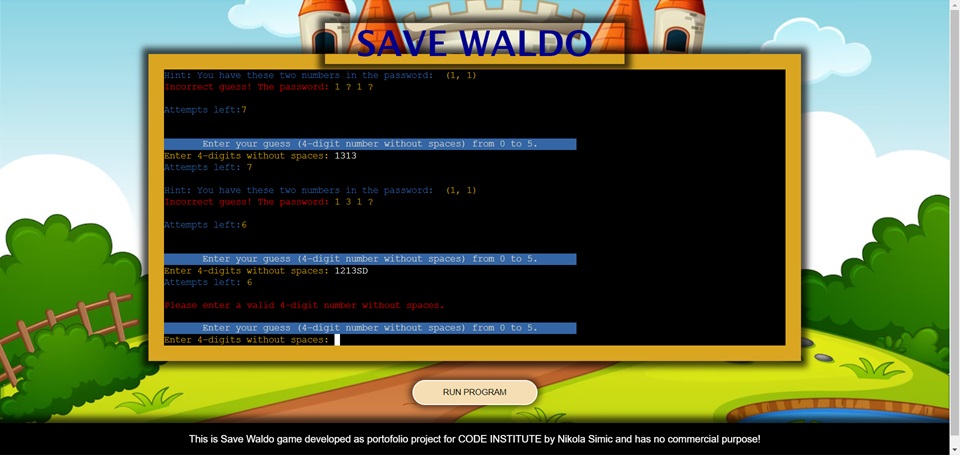 SAVE WALDO
Hint: You have these two numbers in the password: (1, 1)
Incorrect guess! The password: 1 ? 1 ?
Attempts left:7
Enter your guess (4-digit number without spaces) from 0 to 5.
Enter 4-digits without spaces: 1313
Attempts left: 7
Hint: You have these two numbers in the password: (1, 1)
Incorrect guess! The password: 1 3 1 ?
Attempts left:6
Enter your guess (4-digit number without spaces) from 0 to 5.
Enter 4-digits without spaces: 1213SD
Attempts left: 6
Please enter a valid 4-digit number without spaces.
Enter your guess (4-digit number without spaces) from 0 to 5.
Enter 4-digits without spaces:
RUN PROGRAM
This is Save Waldo game developed as portofolio project for CODE INSTITUTE by Nikola Simic and has no commercial purpose!